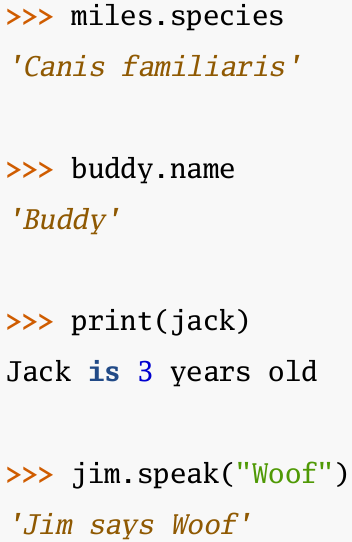 >>> miles.species
'Canis familiaris'
>>> buddy.name
'Buddy'
>>> print(jack)
Jack is 3 years old
>>> jim.speak("Woof")
'Jim says Woof'